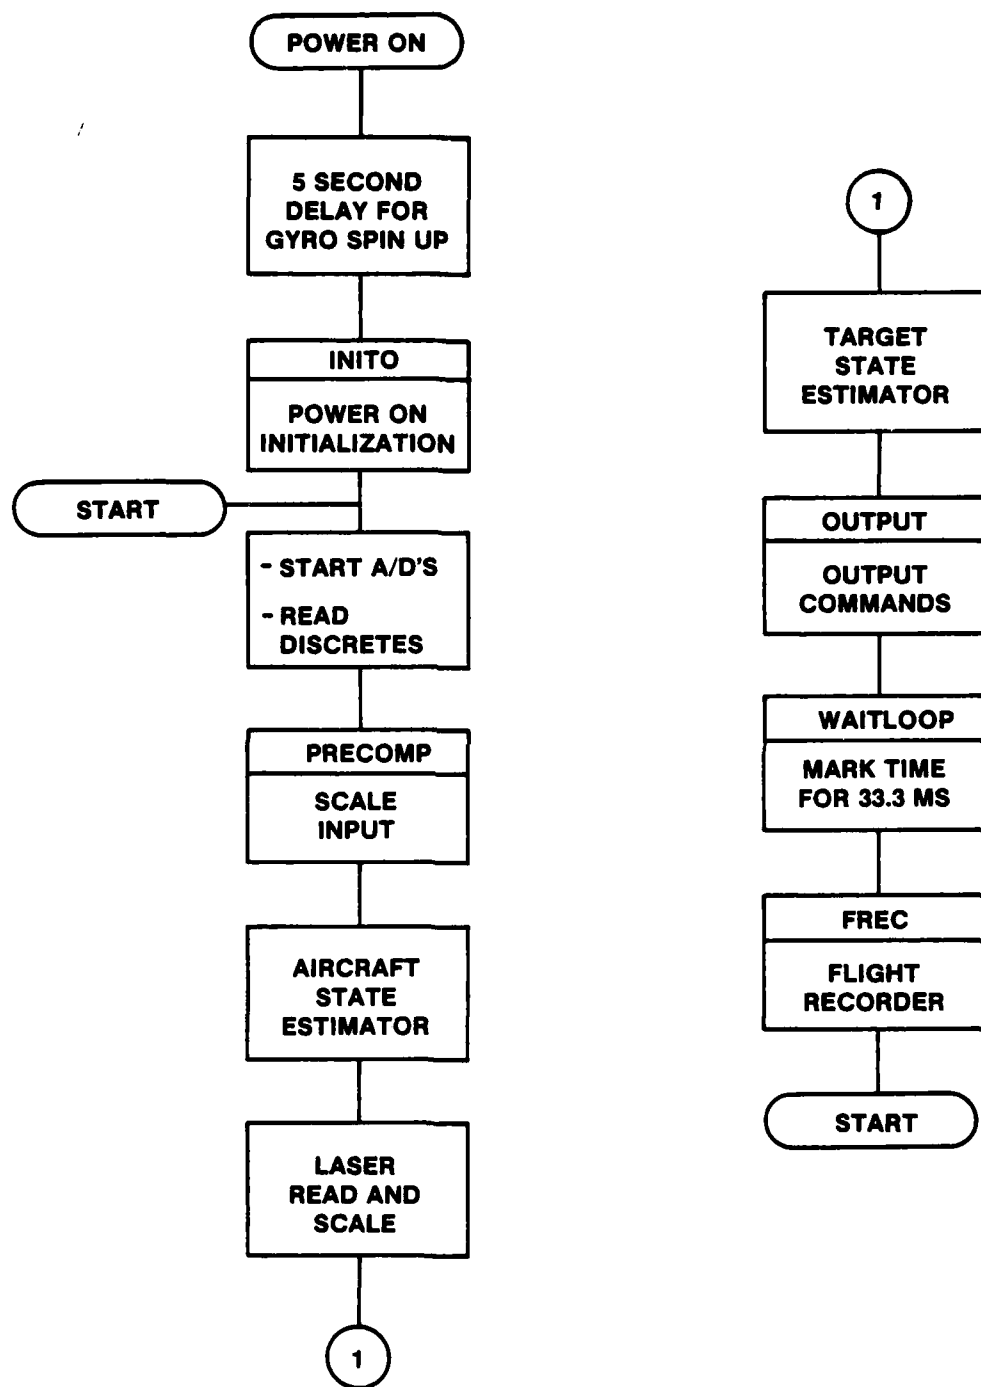 POWER ON
5 SECOND
DELAY FOR
GYRO SPIN UP
INITO
POWER ON
INITIALIZATION
START
- START A/D'S
- READ
DISCRETES
PRECOMP
SCALE
INPUT
AIRCRAFT
STATE
ESTIMATOR
LASER
READ AND
SCALE
1
1
TARGET
STATE
ESTIMATOR
OUTPUT
OUTPUT
COMMANDS
WAITLOOP
MARK TIME
FOR 33.3 MS
FREC
FLIGHT
RECORDER
START